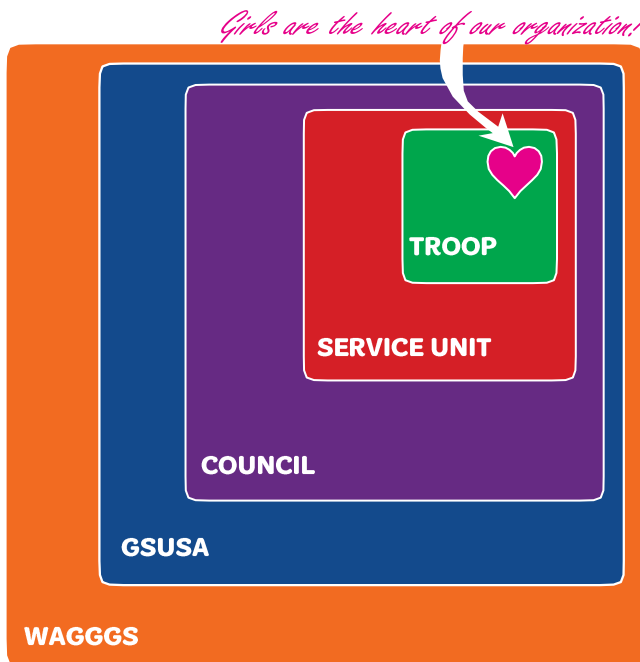 Girls are the heart of our organization!
TROOP
SERVICE UNIT
COUNCIL
GSUSA
WAGGGS